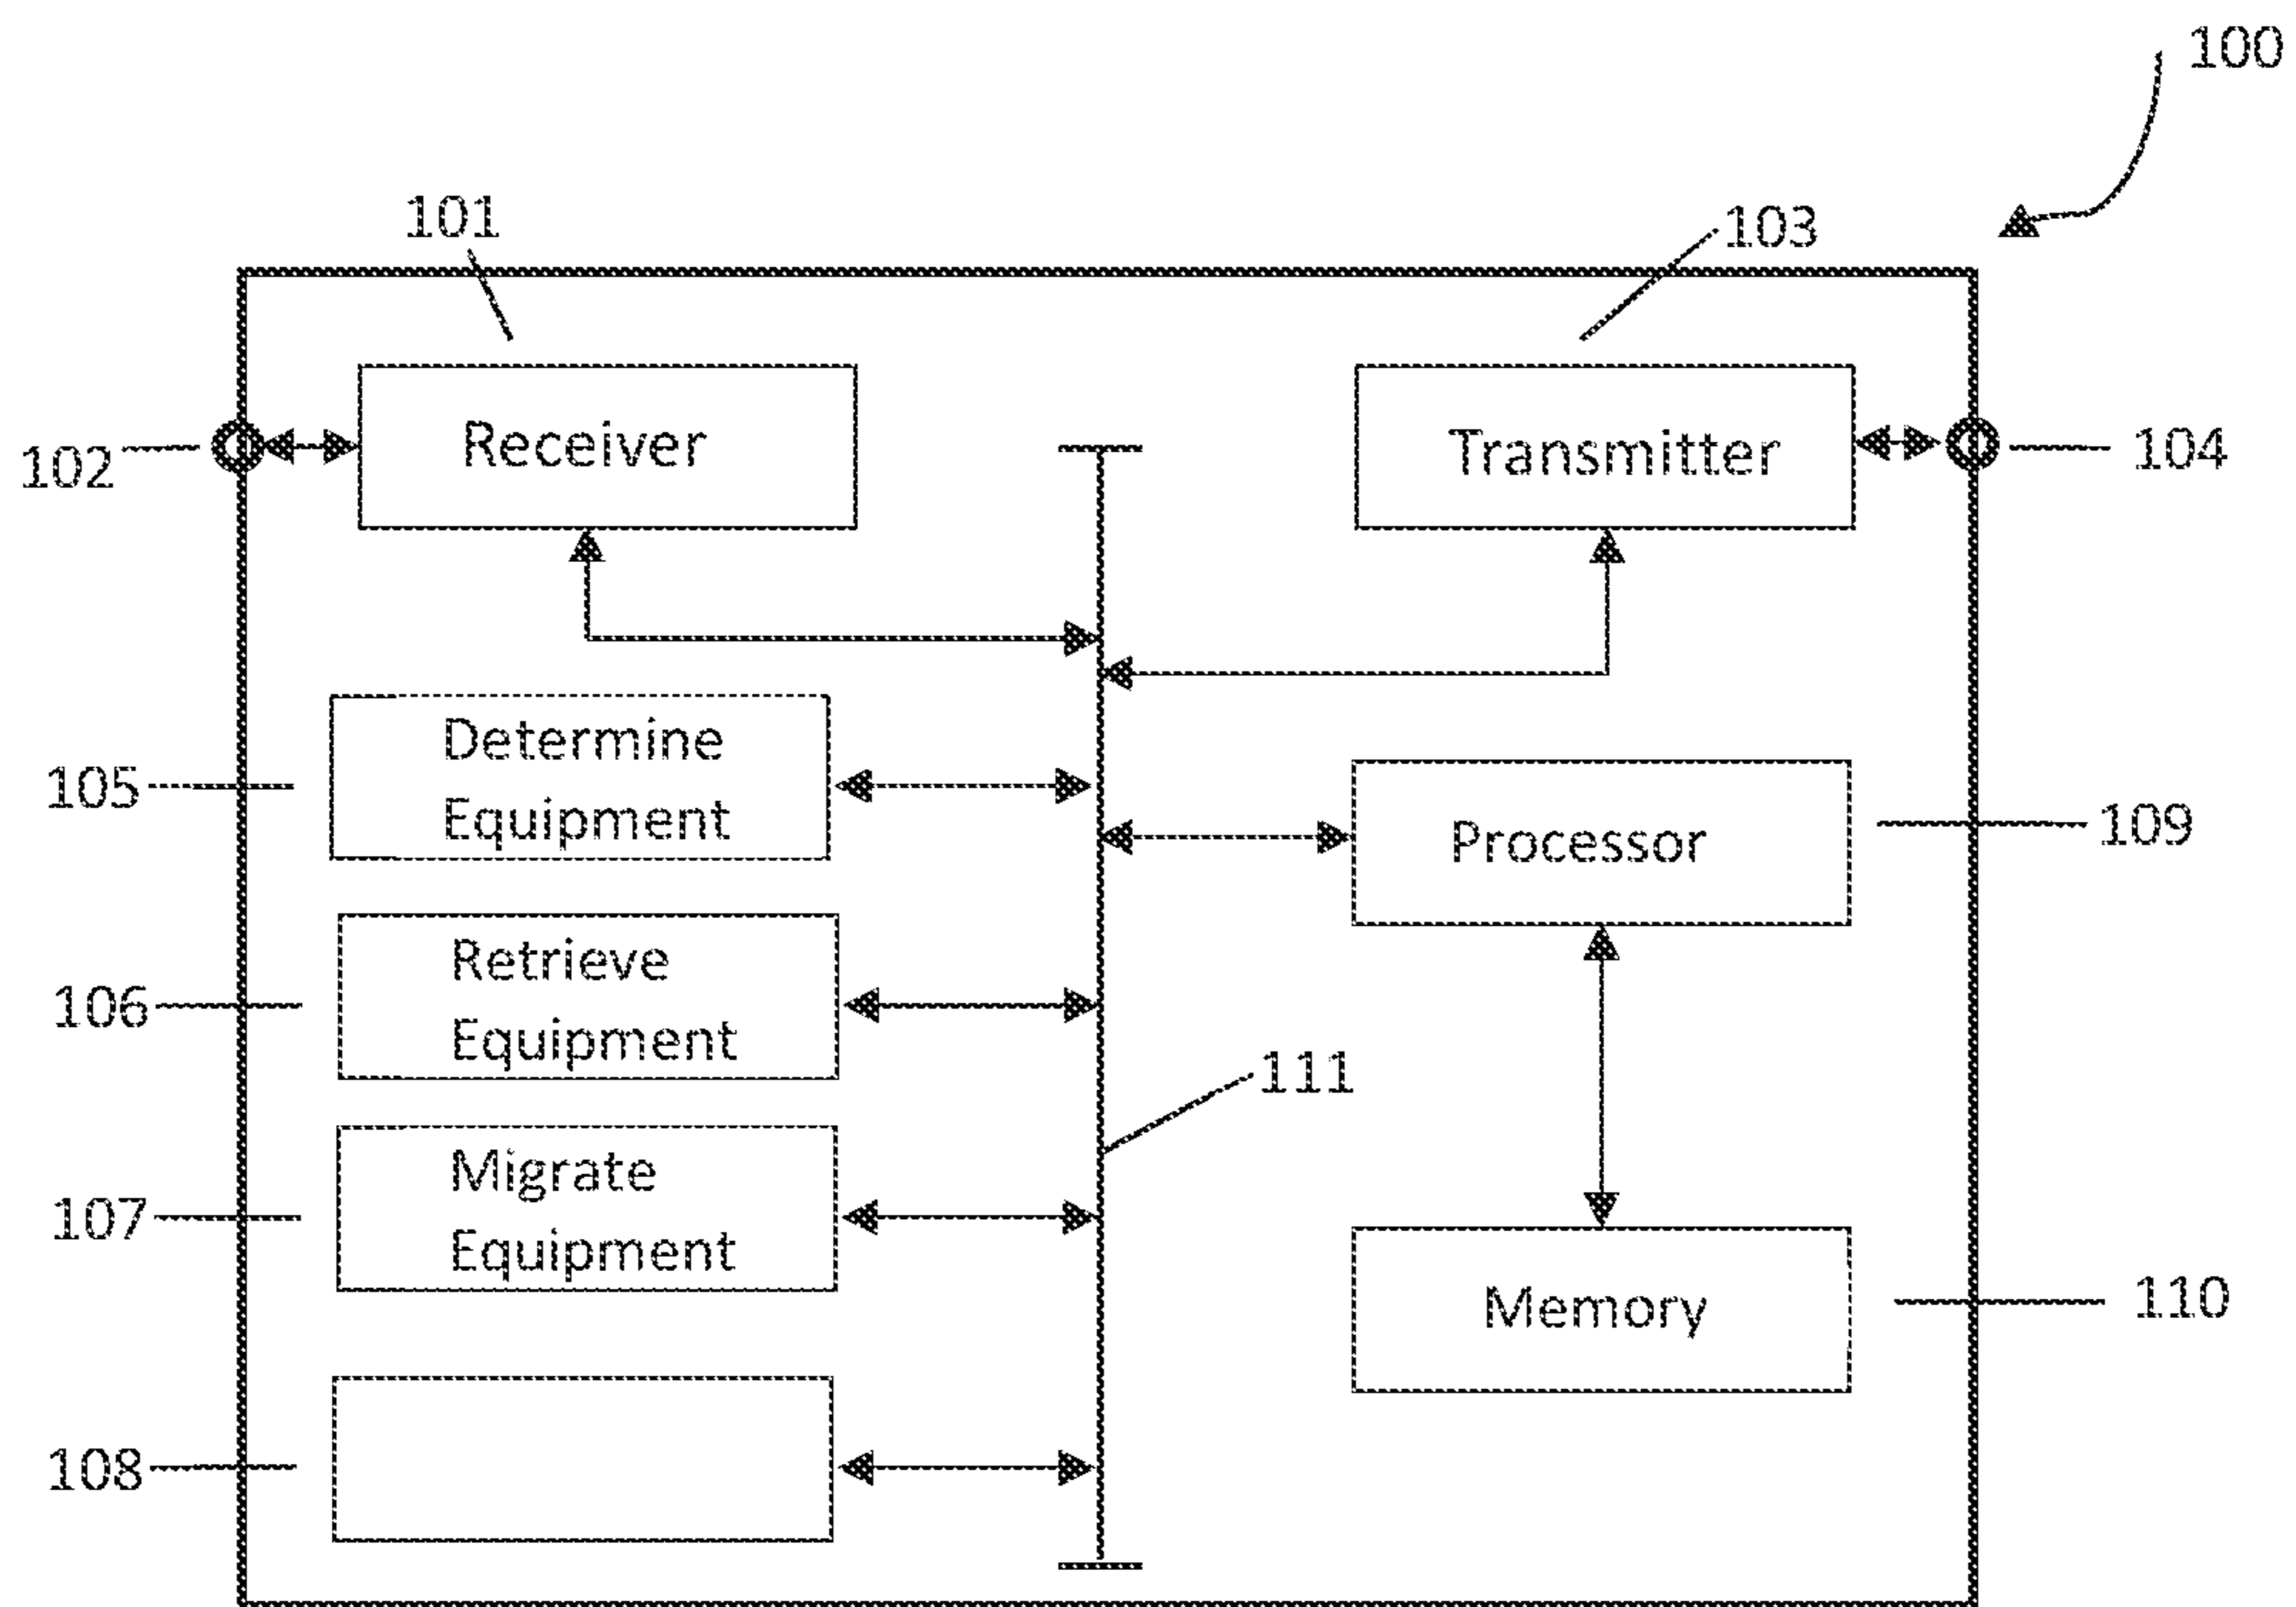 100
101
103
Receiver
Transmitter
102
104
Determine
Equipment
105
Processor
109
Retrieve
Equipment
106
111
Migrate
Equipment
107
Memory
110
108